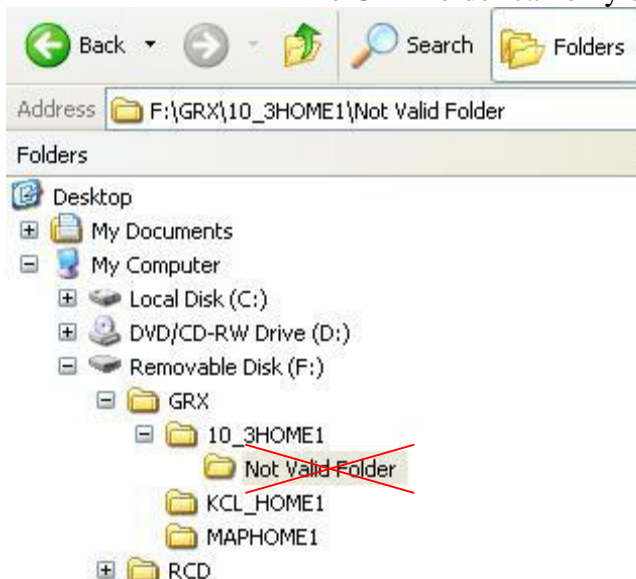 Back Search Folders
Address F:\GRX\10_3HOME1\Not Valid Folder
Folders
Desktop
My Documents
My Computer
Local Disk (C:)
DVD/CD-RW Drive (D:)
Removable Disk (F:)
GRX
10_3HOME1
Not Valid Folder
KCL_HOME1
MAPHOME1
RCD